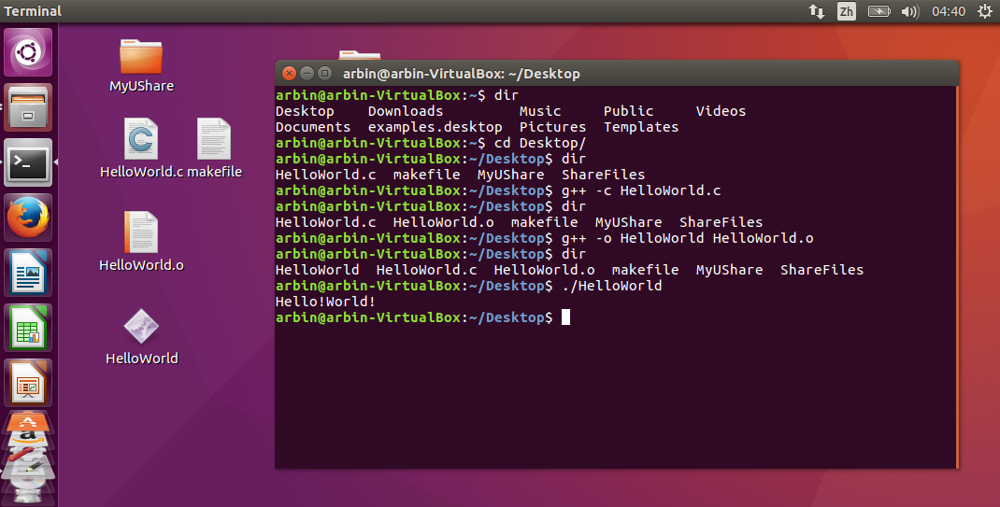 Terminal
Zh
04:40
MyUShare
HelloWorld.c makefile
HelloWorld.o
HelloWorld
arbin@arbin-VirtualBox: ~/Desktop
arbin@arbin-VirtualBox:~$ dir
Desktop    Downloads         Music     Public     Videos
Documents  examples.desktop  Pictures  Templates
arbin@arbin-VirtualBox:~$ cd Desktop/
arbin@arbin-VirtualBox:~/Desktop$ dir
HelloWorld.c  makefile  MyUShare  ShareFiles
arbin@arbin-VirtualBox:~/Desktop$ g++ -c HelloWorld.c
arbin@arbin-VirtualBox:~/Desktop$ dir
HelloWorld.c  HelloWorld.o  makefile  MyUShare  ShareFiles
arbin@arbin-VirtualBox:~/Desktop$ g++ -o HelloWorld HelloWorld.o
arbin@arbin-VirtualBox:~/Desktop$ dir
HelloWorld  HelloWorld.c  HelloWorld.o  makefile  MyUShare  ShareFiles
arbin@arbin-VirtualBox:~/Desktop$ ./HelloWorld
Hello!World!
arbin@arbin-VirtualBox:~/Desktop$